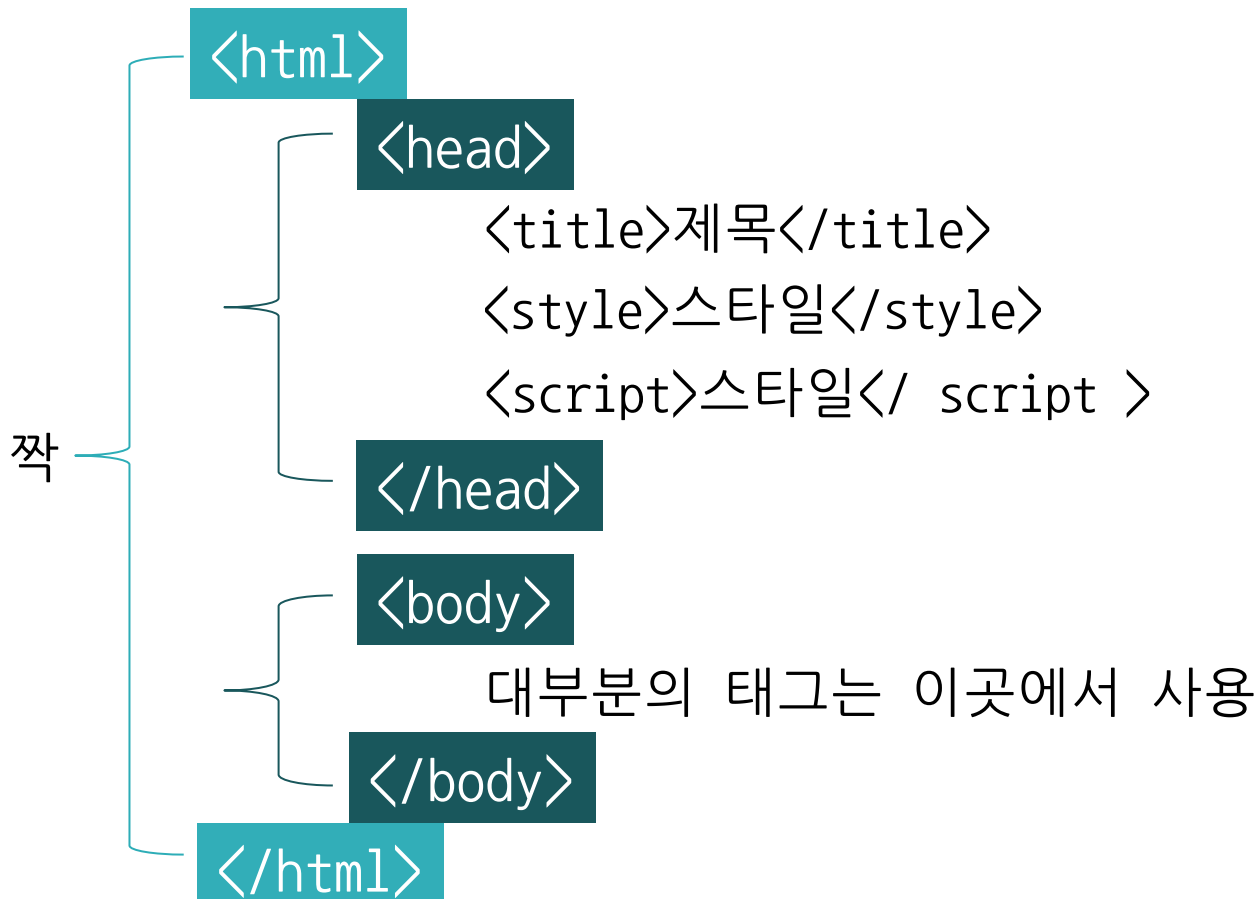 <html>
<head>
<title>제목</title>
<style>스타일</style>
<script>스타일</ script >
짝
</head>
<body>
대부분의 태그는 이곳에서 사용
</body>
</html>